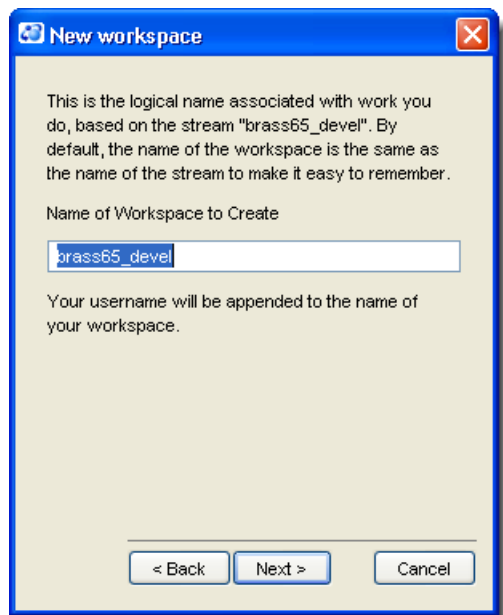 New workspace
This is the logical name associated with work you
do, based on the stream "brass65_devel". By
default, the name of the workspace is the same as
the name of the stream to make it easy to remember.
Name of Workspace to Create
brass65_devel
Your username will be appended to the name of
your workspace.
< Back Next > Cancel